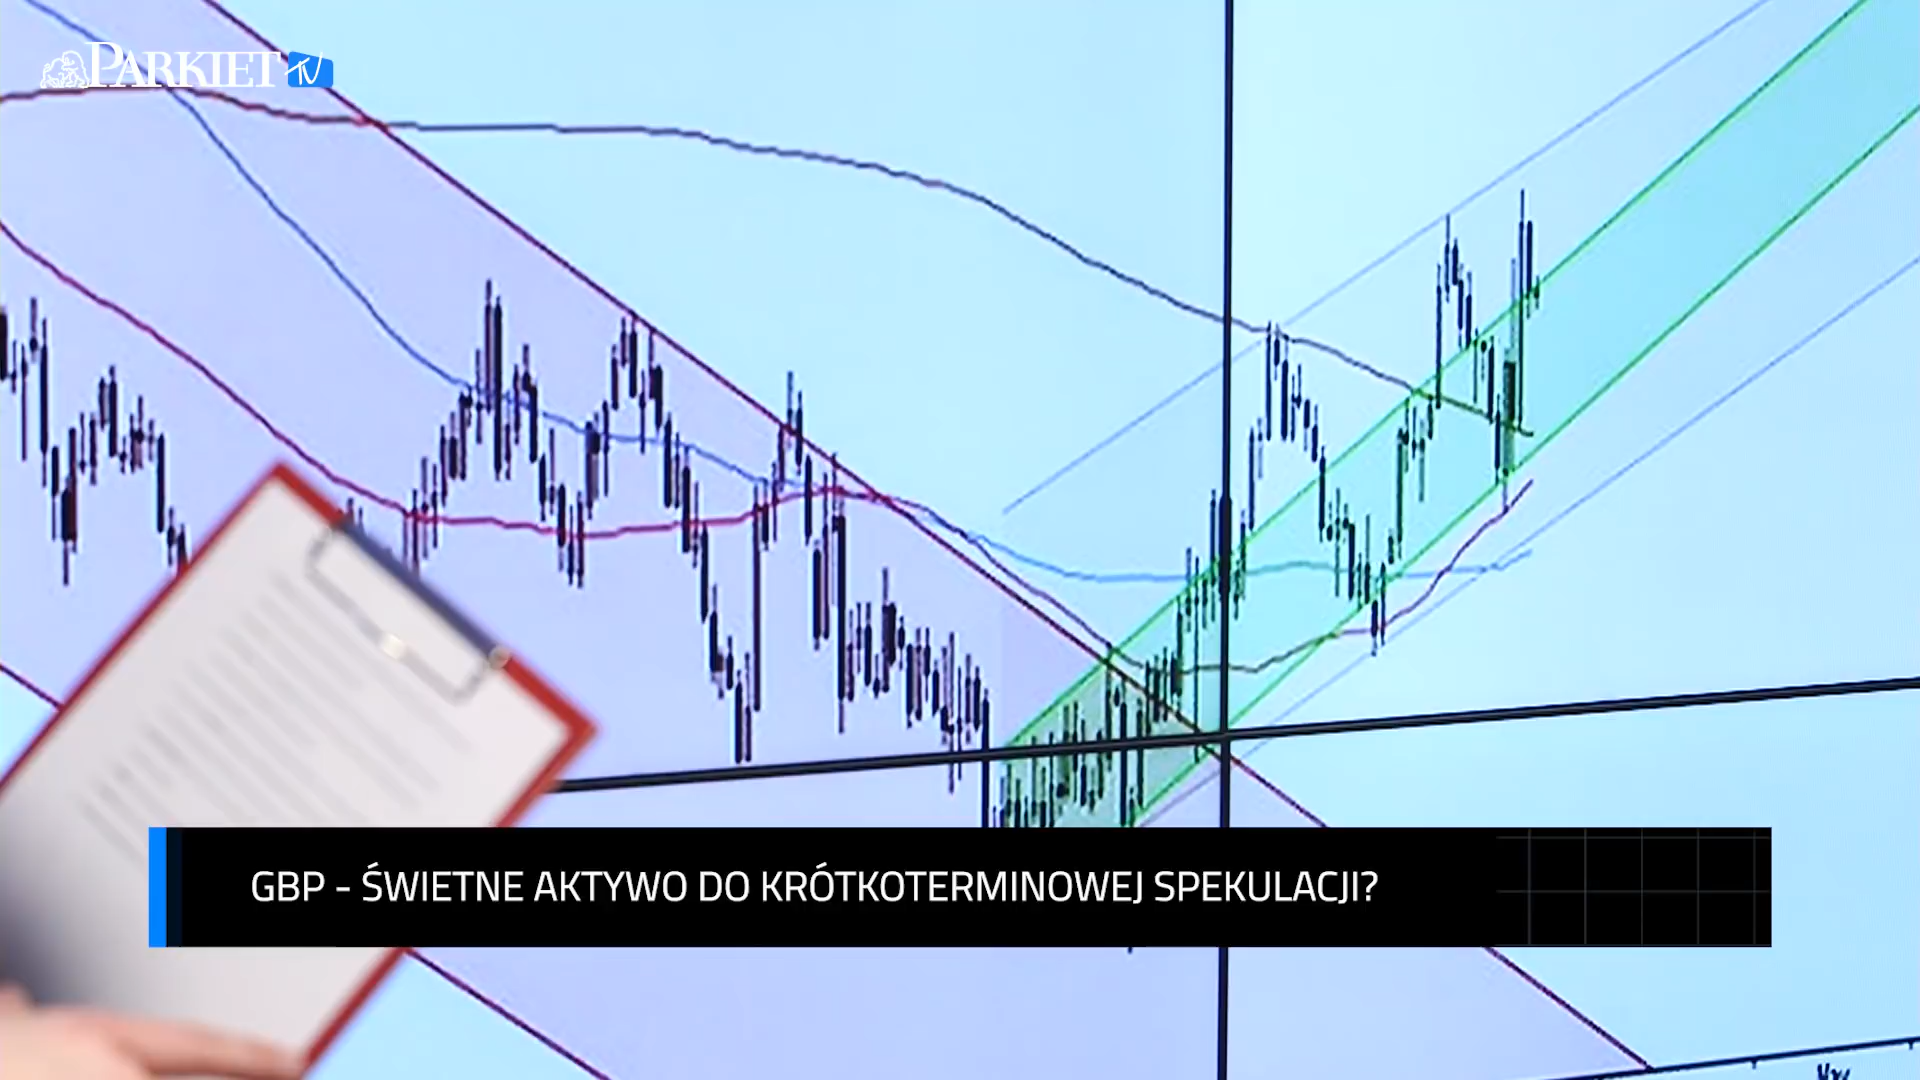 PARKIET TV
GBP - ŚWIETNE AKTYWO DO KRÓTKOTERMINOWEJ SPEKULACJI?